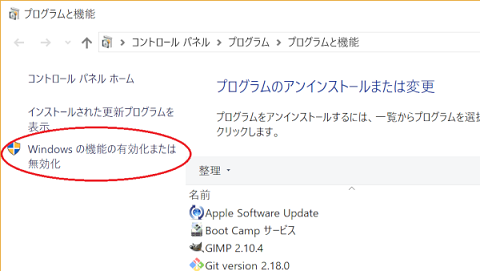 プログラムと機能
コントロール パネル > プログラム > プログラムと機能
コントロール パネル ホーム
インストールされた更新プログラムを
表示
Windows の機能の有効化または
無効化
プログラムのアンインストールまたは変更
プログラムをアンインストールするには、一覧からプログラムを選択
クリックします。
整理
名前
Apple Software Update
Boot Camp サービス
GIMP 2.10.4
Git version 2.18.0